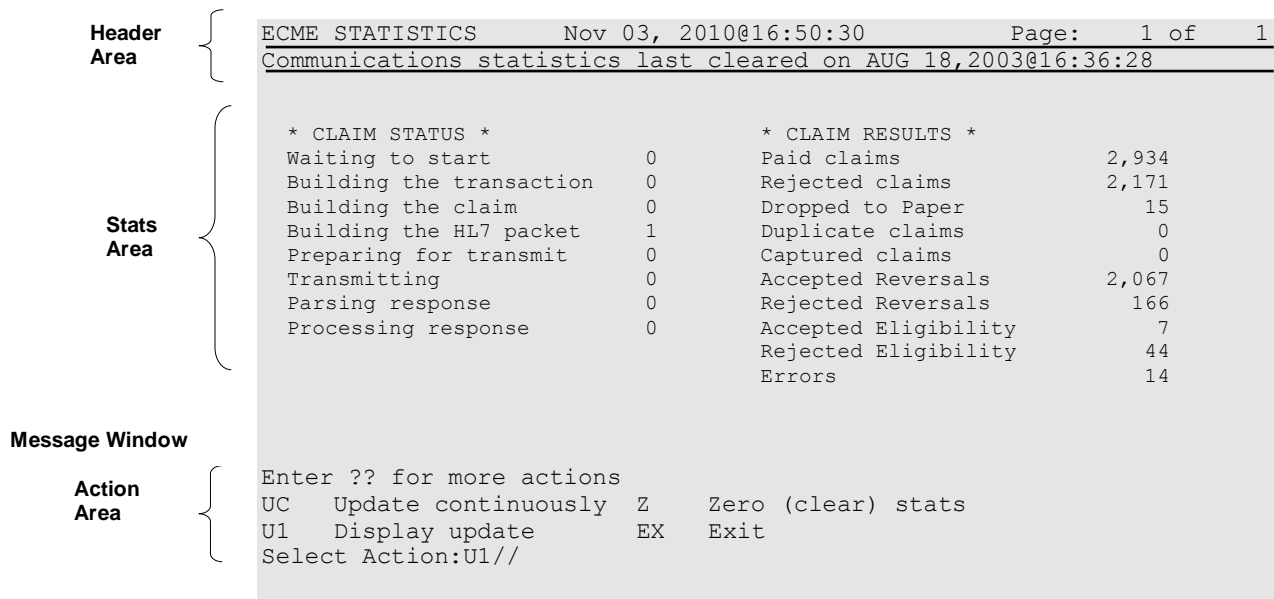 Header
Area
ECME STATISTICS Nov 03, 2010@16:50:30 Page: 1 of 1
Communications statistics last cleared on AUG 18,2003@16:36:28
Stats
Area
* CLAIM STATUS * * CLAIM RESULTS *
Waiting to start 0 Paid claims 2,934
Building the transaction 0 Rejected claims 2,171
Building the claim 0 Dropped to Paper 15
Building the HL7 packet 1 Duplicate claims 0
Preparing for transmit 0 Captured claims 0
Transmitting 0 Accepted Reversals 2,067
Parsing response 0 Rejected Reversals 166
Processing response 0 Accepted Eligibility 7
Rejected Eligibility 44
Errors 14
Message Window
Action
Area
Enter ?? for more actions
UC Update continuously Z Zero (clear) stats
U1 Display update EX Exit
Select Action:U1//